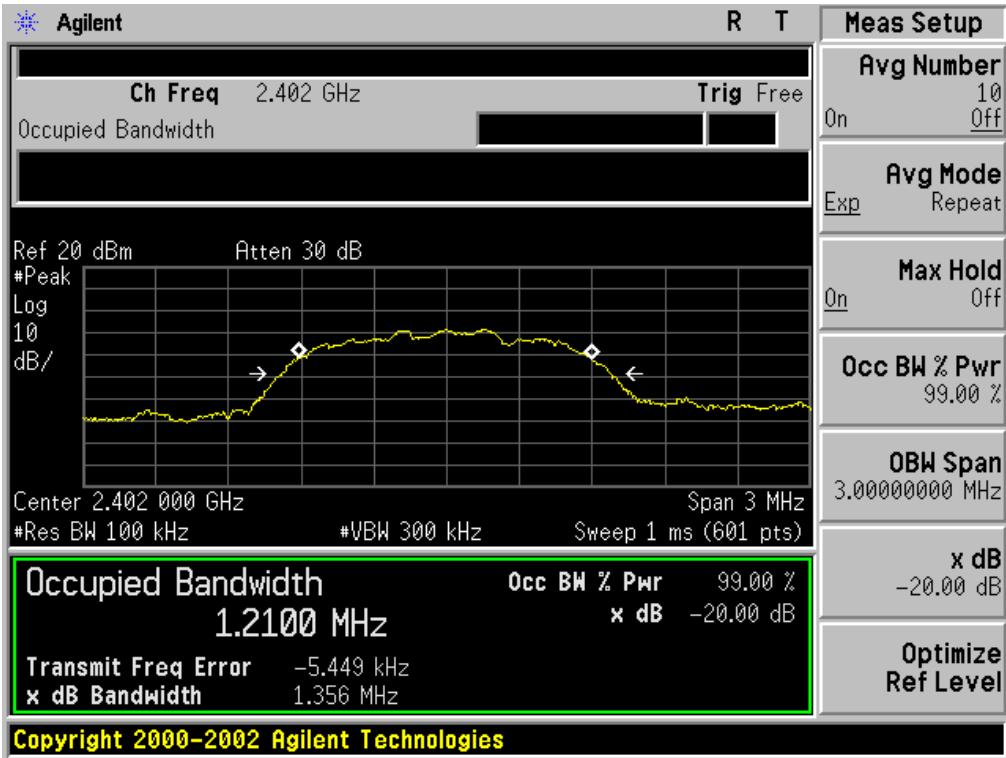 Agilent R T
Ch Freq 2.402 GHz Trig Free
Occupied Bandwidth
Ref 20 dBm Atten 30 dB
#Peak
Log
10
dB/
Center 2.402 000 GHz Span 3 MHz
#Res BW 100 kHz #VBW 300 kHz Sweep 1 ms (601 pts)
Occupied Bandwidth Occ BW % Pwr 99.00 %
1.2100 MHz x dB -20.00 dB
Transmit Freq Error -5.449 kHz
x dB Bandwidth 1.356 MHz
Copyright 2000-2002 Agilent Technologies
Meas Setup
Avg Number
10
On Off
Avg Mode
Exp Repeat
Max Hold
On Off
Occ BW % Pwr
99.00 %
OBW Span
3.00000000 MHz
x dB
-20.00 dB
Optimize
Ref Level